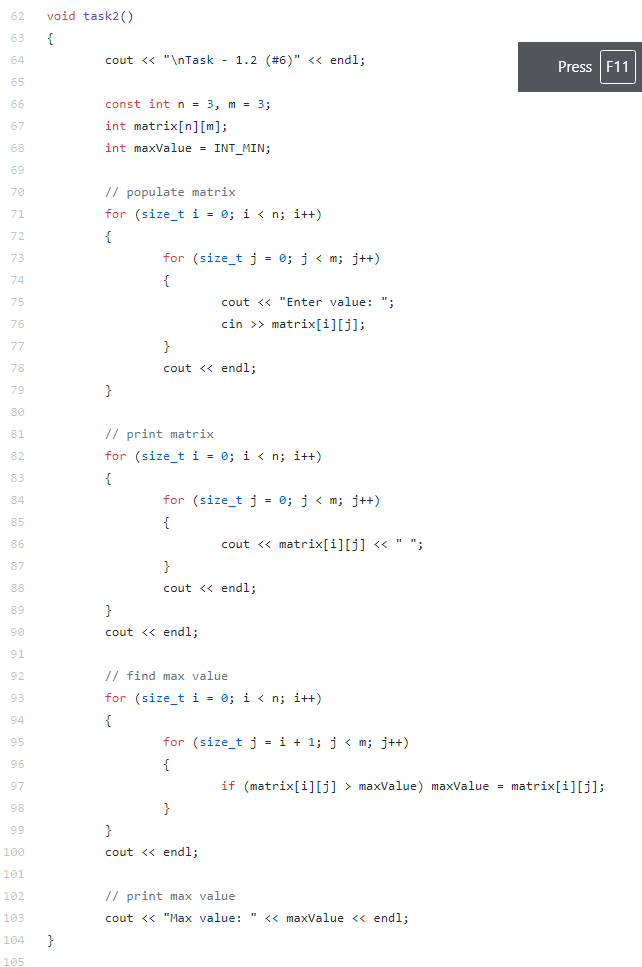 62 void task2()
63 {
64 cout << "\nTask - 1.2 (#6)" << endl;
Press F11
65
66 const int n = 3, m = 3;
67 int matrix[n][m];
68 int maxValue = INT_MIN;
69
70 // populate matrix
71 for (size_t i = 0; i < n; i++)
72 {
73 for (size_t j = 0; j < m; j++)
74 {
75 cout << "Enter value: ";
76 cin >> matrix[i][j];
77 }
78 cout << endl;
79 }
80
81 // print matrix
82 for (size_t i = 0; i < n; i++)
83 {
84 for (size_t j = 0; j < m; j++)
85 {
86 cout << matrix[i][j] << " ";
87 }
88 cout << endl;
89 }
90 cout << endl;
91
92 // find max value
93 for (size_t i = 0; i < n; i++)
94 {
95 for (size_t j = i + 1; j < m; j++)
96 {
97 if (matrix[i][j] > maxValue) maxValue = matrix[i][j];
98 }
99 }
100 cout << endl;
101
102 // print max value
103 cout << "Max value: " << maxValue << endl;
104 }
105